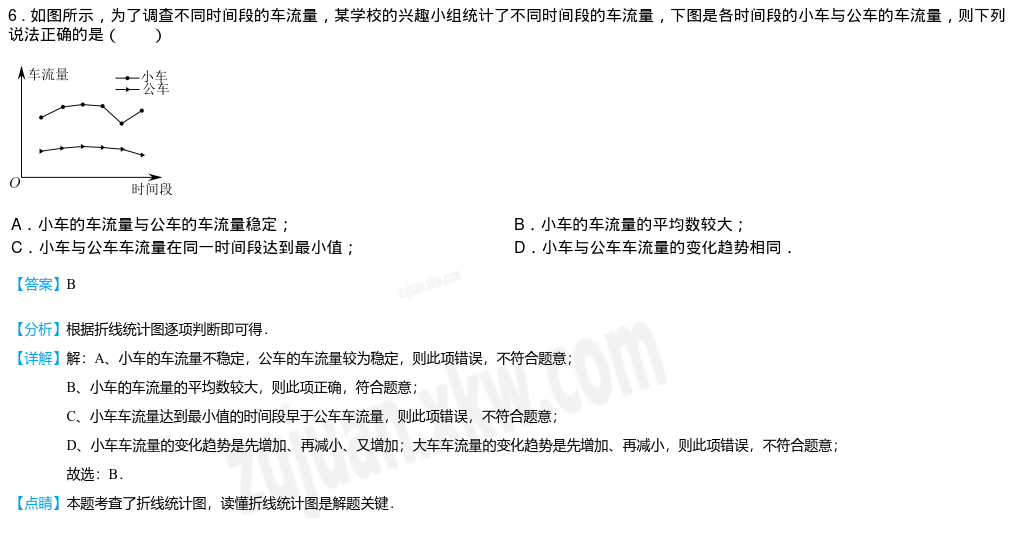 6．如图所示，为了调查不同时间段的车流量，某学校的兴趣小组统计了不同时间段的车流量，下图是各时间段的小车与公车的车流量，则下列
说法正确的是（　　）
车流量
小车
公车
O
时间段
A．小车的车流量与公车的车流量稳定；
B．小车的车流量的平均数较大；
C．小车与公车车流量在同一时间段达到最小值；
D．小车与公车车流量的变化趋势相同．
【答案】B
zujuan.xkw.com
【分析】根据折线统计图逐项判断即可得．
【详解】解：A、小车的车流量不稳定，公车的车流量较为稳定，则此项错误，不符合题意；
B、小车的车流量的平均数较大，则此项正确，符合题意；
C、小车车流量达到最小值的时间段早于公车车流量，则此项错误，不符合题意；
D、小车车流量的变化趋势是先增加、再减小、又增加；大车车流量的变化趋势是先增加、再减小，则此项错误，不符合题意；
故选：B．
【点睛】本题考查了折线统计图，读懂折线统计图是解题关键．
zujuan.xkw.com